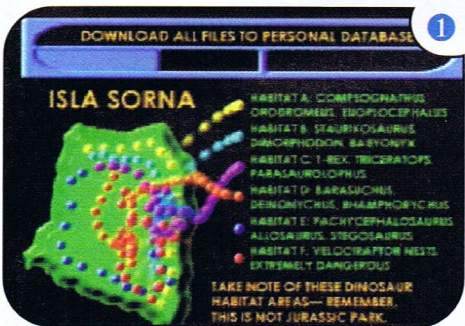 1
DOWNLOAD ALL FILES TO PERSONAL DATABASE
ISLA SORNA
HABITAT A: COMPSOGNATHUS,
ORODROMEUS, EUOPLOCEPHALUS
HABITAT B: STAURIKOSAURUS,
DIMORPHODON, BARYONYX
HABITAT C: T-REX, TRICERATOPS,
PARASAUROLOPHUS
HABITAT D:
DEINONYCHUS,
HABITAT E: PACHYCEPHALOSAURUS
ALLOSAURUS, STEGOSAURUS
HABITAT F: VELOCIRAPTOR NESTS
EXTREMELY DANGEROUS
TAKE NOTE OF THESE DINOSAUR
HABITAT AREAS— REMEMBER,
THIS IS NOT JURASSIC PARK.